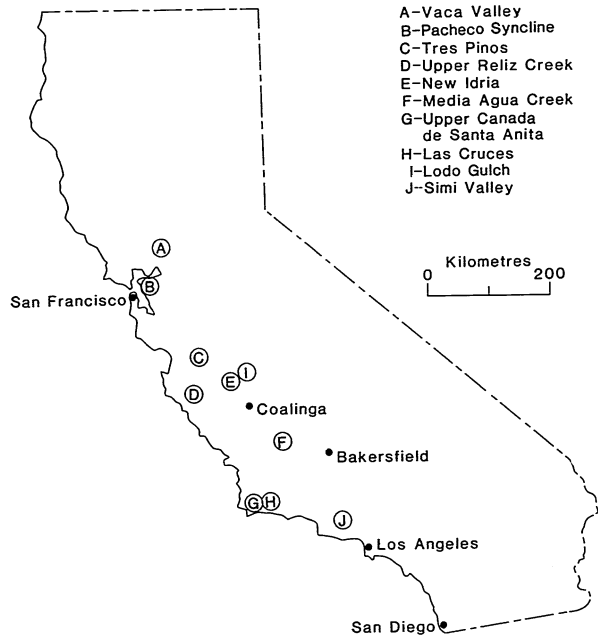 A-Vaca Valley
B-Pacheco Syncline
C-Tres Pinos
D-Upper Reliz Creek
E-New Idria
F-Media Agua Creek
G-Upper Canada
de Santa Anita
H-Las Cruces
I-Lodo Gulch
J-Simi Valley
A
Kilometres
0 200
B
San Francisco
C
I
E
D
Coalinga
F
Bakersfield
G H
J
Los Angeles
San Diego